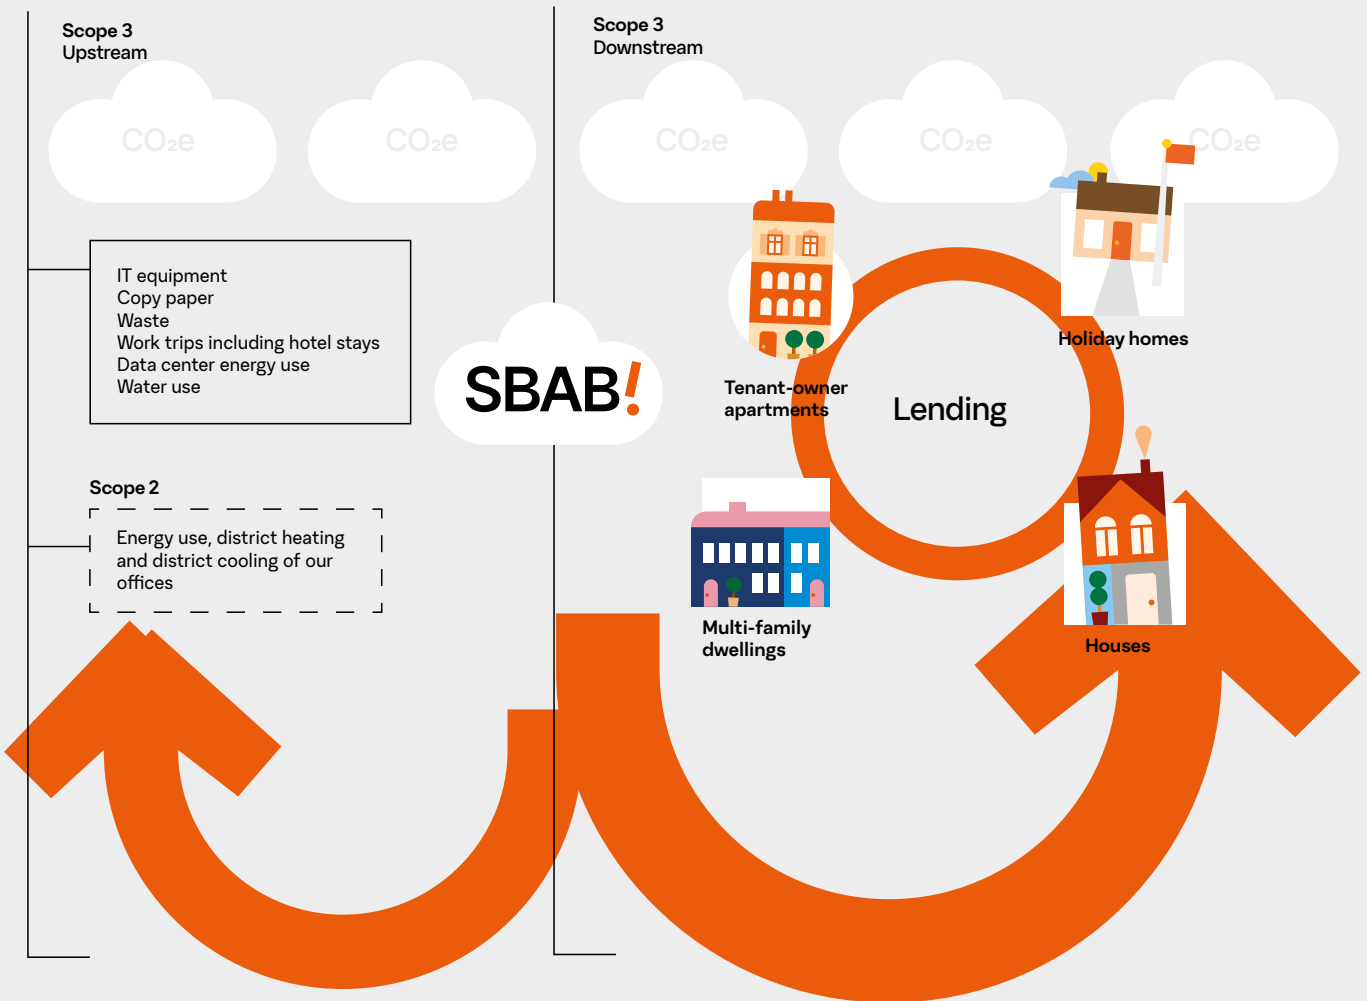 Scope 3
Upstream
CO₂e
CO₂e
IT equipment
Copy paper
Waste
Work trips including hotel stays
Data center energy use
Water use
Scope 2
Energy use, district heating
and district cooling of our
offices
SBAB!
Scope 3
Downstream
CO₂e
CO₂e
CO₂e
Tenant-owner
apartments
Holiday homes
Lending
Multi-family
dwellings
Houses